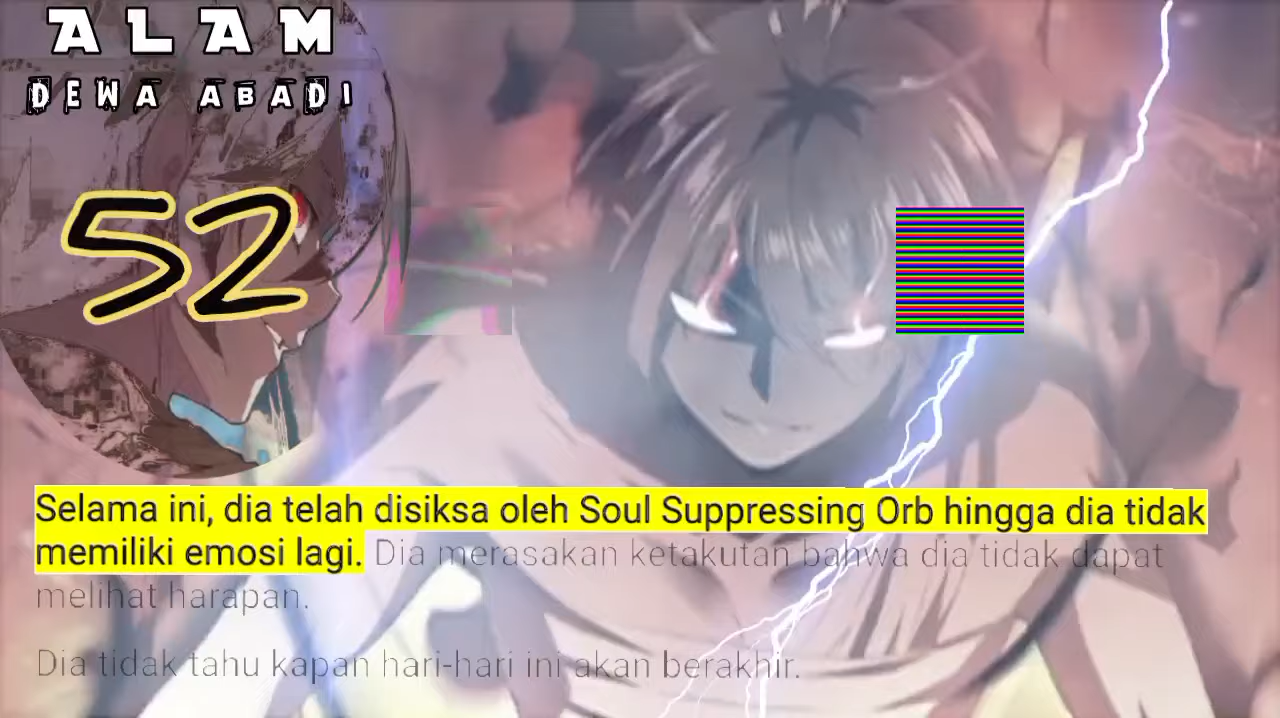 ALAM
DEWA ABADI
52
Selama ini, dia telah disiksa oleh Soul Suppressing Orb hingga dia tidak
memiliki emosi lagi. Dia merasakan ketakutan bahwa dia tidak dapat
melihat harapan.
Dia tidak tahu kapan hari-hari ini akan berakhir.